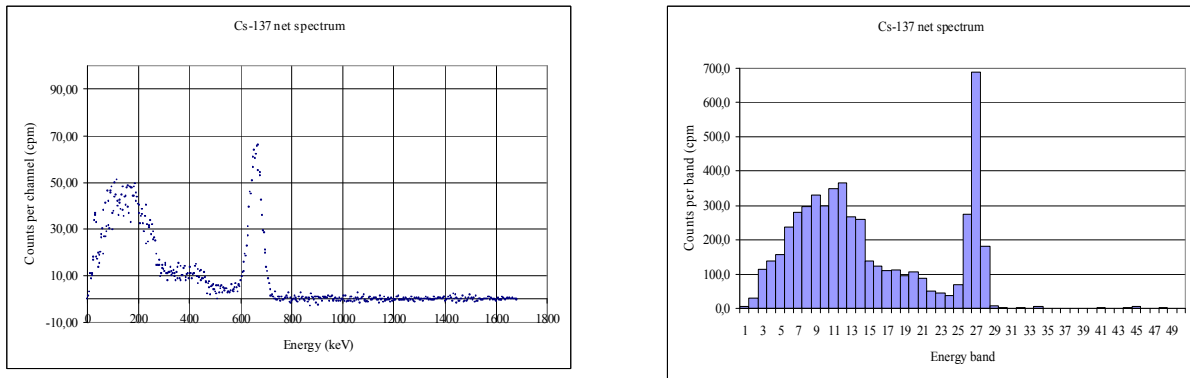 Cs-137 net spectrum
90,00
70,00
50,00
30,00
10,00
-10,00
0 200 400 600 800 1000 1200 1400 1600 1800
Counts per channel (cpm)
Energy (keV)
Cs-137 net spectrum
700,0
600,0
500,0
400,0
300,0
200,0
100,0
0,0
1 3 5 7 9 11 13 15 17 19 21 23 25 27 29 31 33 35 37 39 41 43 45 47 49
Counts per band (cpm
Energy band